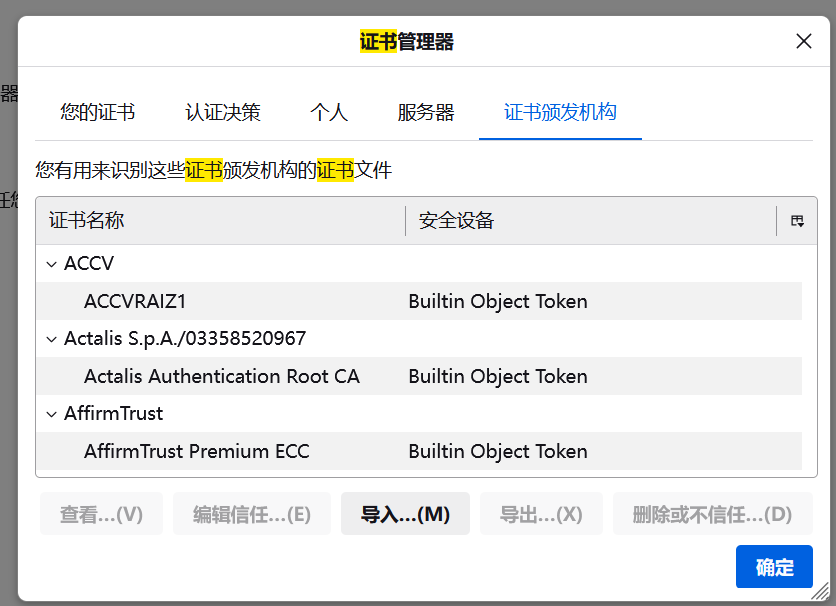 证书管理器
器
您的证书 认证决策 个人 服务器 证书颁发机构
您有用来识别这些证书颁发机构的证书文件
任您
证书名称 安全设备
ACCV
ACCVRAIZ1 Builtin Object Token
Actalis S.p.A./03358520967
Actalis Authentication Root CA Builtin Object Token
AffirmTrust
AffirmTrust Premium ECC Builtin Object Token
查看...(V) 编辑信任...(E) 导入...(M) 导出...(X) 删除或不信任...(D)
确定